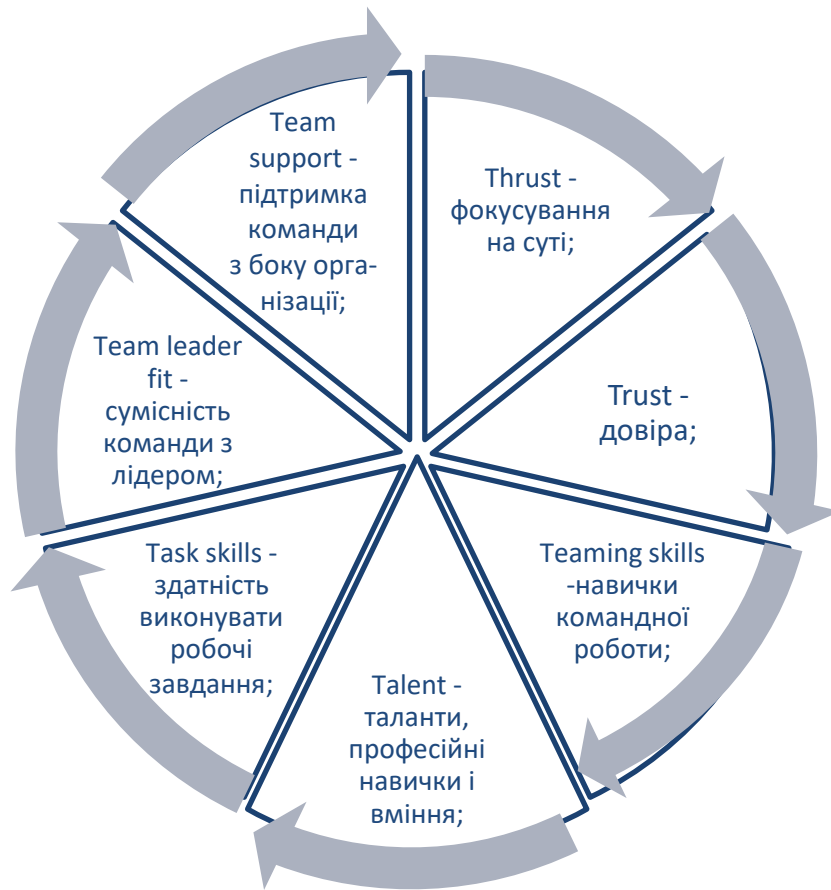 Thrust -
фокусування
на суті;
Trust -
довіра;
Teaming skills
-навички
командної
роботи;
Talent -
таланти,
професійні
навички і
вміння;
Task skills -
здатність
виконувати
робочі
завдання;
Team leader
fit -
сумісність
команди з
лідером;
Team
support -
підтримка
команди
з боку орга-
нізації;